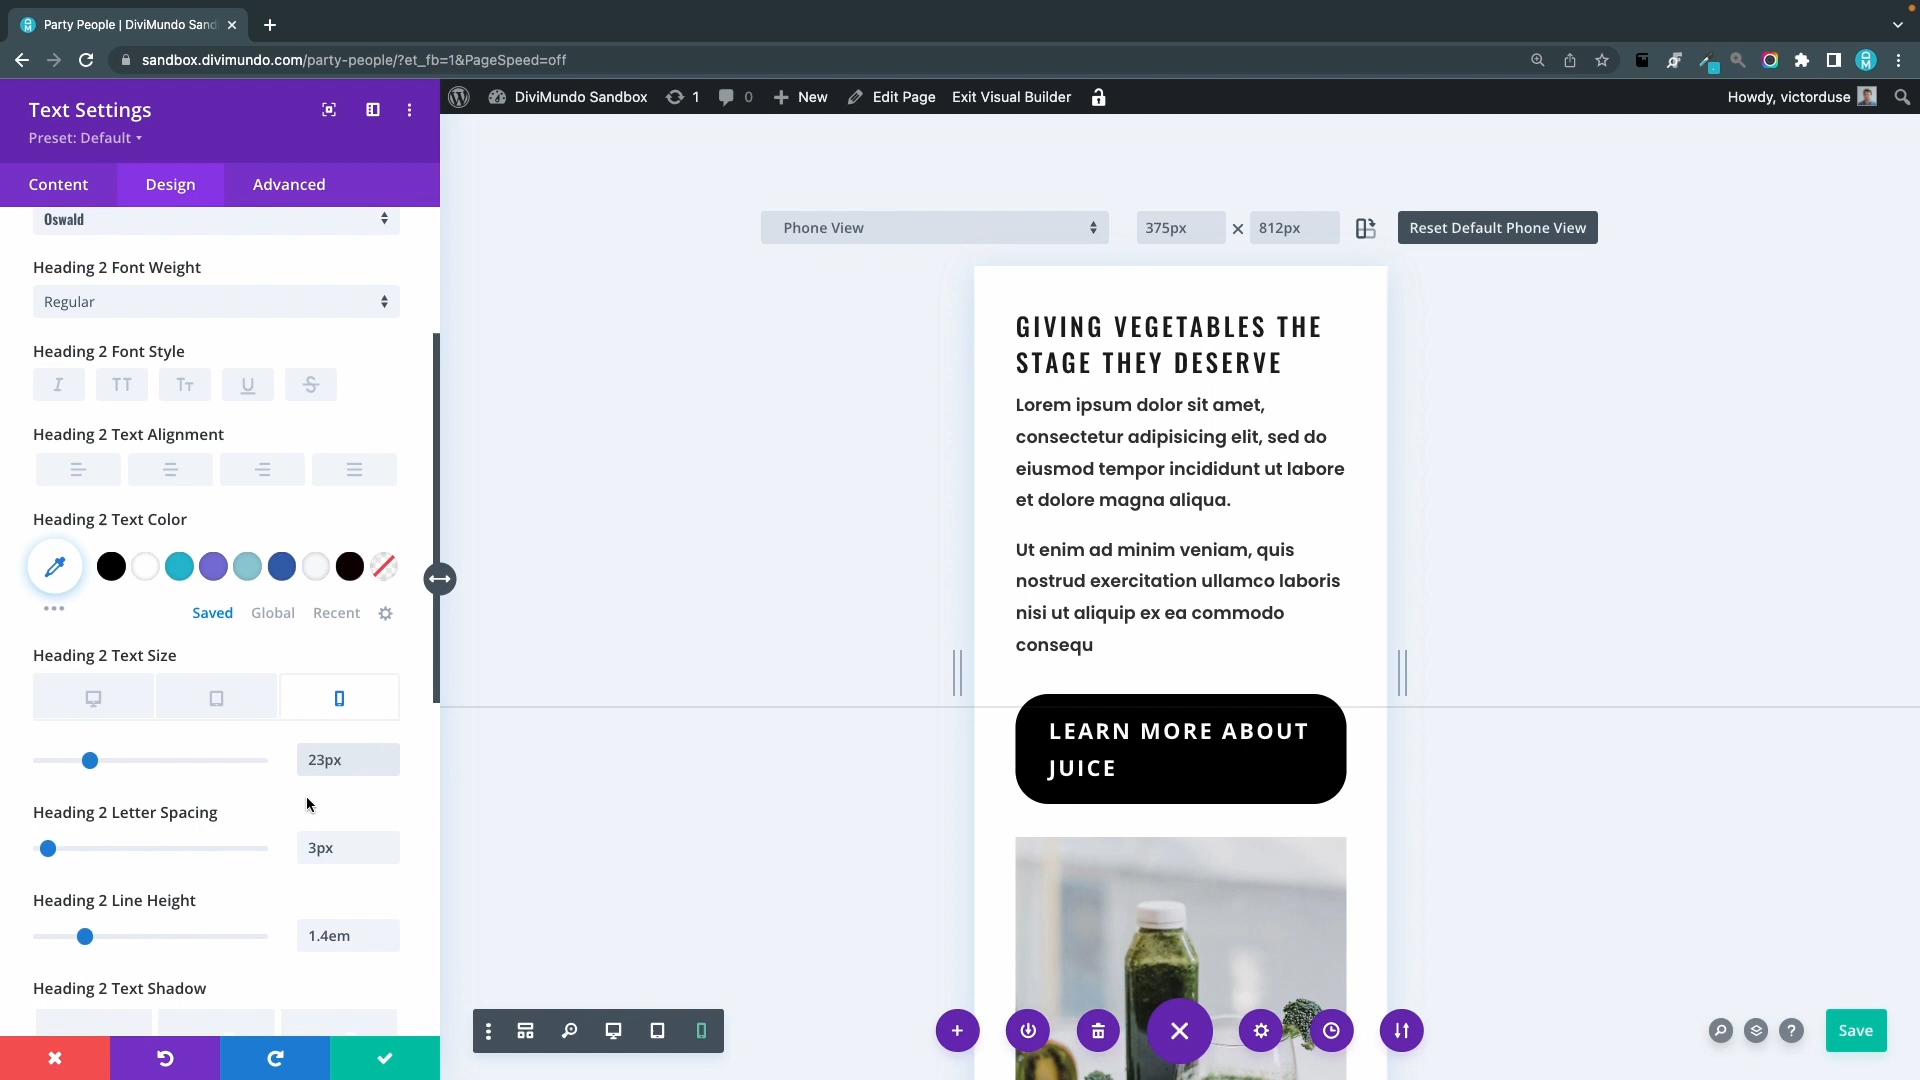 Party People | DiviMundo Sand
sandbox.divimundo.com/party-people/?et_fb=1&PageSpeed=off
DiviMundo Sandbox
1
0
New
Edit Page
Exit Visual Builder
Howdy, victorduse
Text Settings
Preset: Default
Content
Design
Advanced
Oswald
Heading 2 Font Weight
Regular
Heading 2 Font Style
I
TT
Tт
U
S
Heading 2 Text Alignment
Heading 2 Text Color
Saved
Global
Recent
Heading 2 Text Size
23px
Heading 2 Letter Spacing
3px
Heading 2 Line Height
1.4em
Heading 2 Text Shadow
Phone View
375px
812px
Reset Default Phone View
GIVING VEGETABLES THE
STAGE THEY DESERVE
Lorem ipsum dolor sit amet,
consectetur adipisicing elit, sed do
eiusmod tempor incididunt ut labore
et dolore magna aliqua.
Ut enim ad minim veniam, quis
nostrud exercitation ullamco laboris
nisi ut aliquip ex ea commodo
consequ
LEARN MORE ABOUT
JUICE
Save